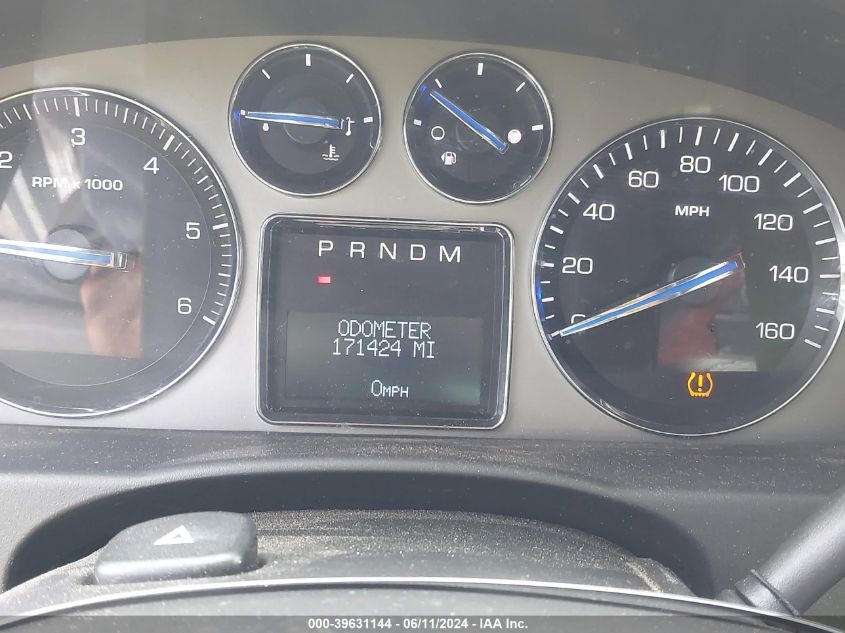 2 3 4 5 6
RPM x 1000
P R N D M
ODOMETER
171424 MI
0MPH
0 20 40 60 80 100 120 140 160
MPH
000-39631144 / 06/11/2024 - IAA Inc.